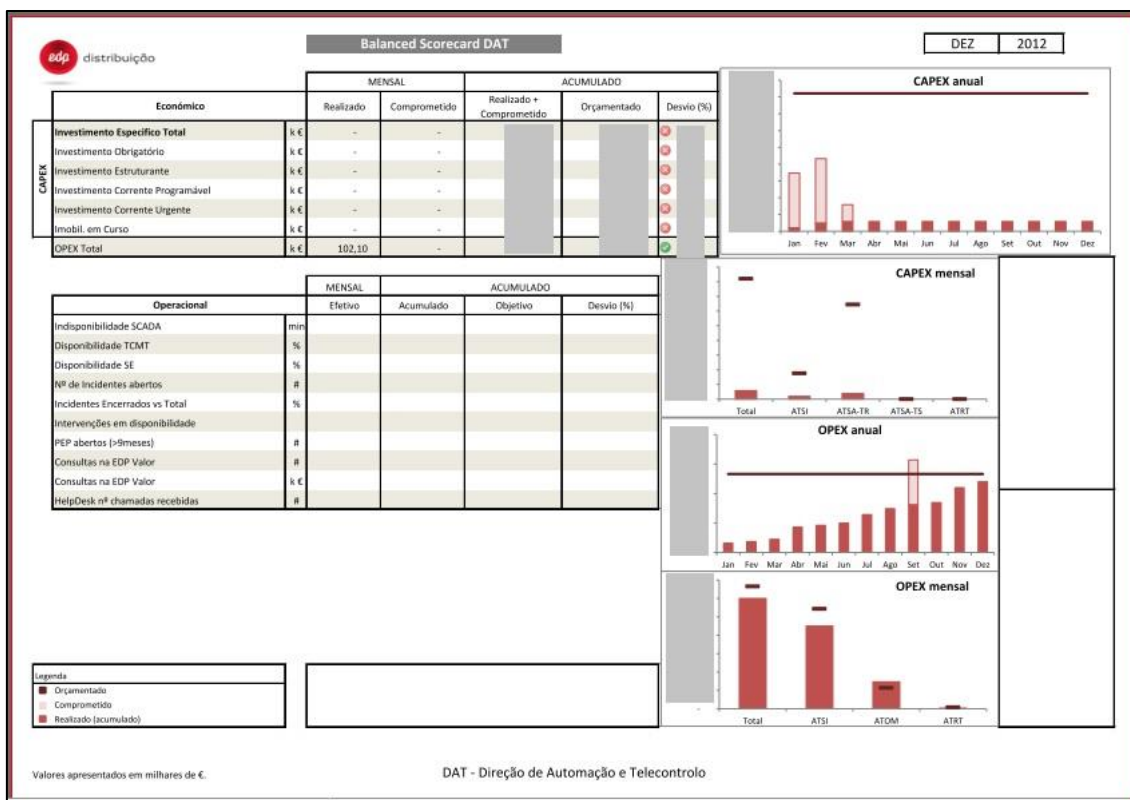 edp distribuição
Balanced Scorecard DAT
DEZ 2012
MENSAL ACUMULADO
Económico Realizado Comprometido Realizado + Comprometido Orçamentado Desvio (%)
CAPEX
Investimento Específico Total k € - -
Investimento Obrigatório k € - -
Investimento Estruturante k € - -
Investimento Corrente Programável k € - -
Investimento Corrente Urgente k € - -
Imobil. em Curso k € - -
OPEX Total k € 102,10 -
CAPEX anual
Jan Fev Mar Abr Mai Jun Jul Ago Set Out Nov Dez
MENSAL ACUMULADO
Operacional Efetivo Acumulado Objetivo Desvio (%)
Indisponibilidade SCADA min
Disponibilidade TCMT %
Disponibilidade SE %
Nº de Incidentes abertos #
Incidentes Encerrados vs Total %
Intervenções em disponibilidade
PEP abertos (>9meses) #
Consultas na EDP Valor #
Consultas na EDP Valor k €
HelpDesk nº chamadas recebidas #
CAPEX mensal
Total ATSI ATSA-TR ATSA-TS ATRT
OPEX anual
Jan Fev Mar Abr Mai Jun Jul Ago Set Out Nov Dez
OPEX mensal
-
Total ATSI ATDM ATRT
Legenda
Orçamentado
Comprometido
Realizado (acumulado)
Valores apresentados em milhares de €.
DAT - Direção de Automação e Telecontrolo